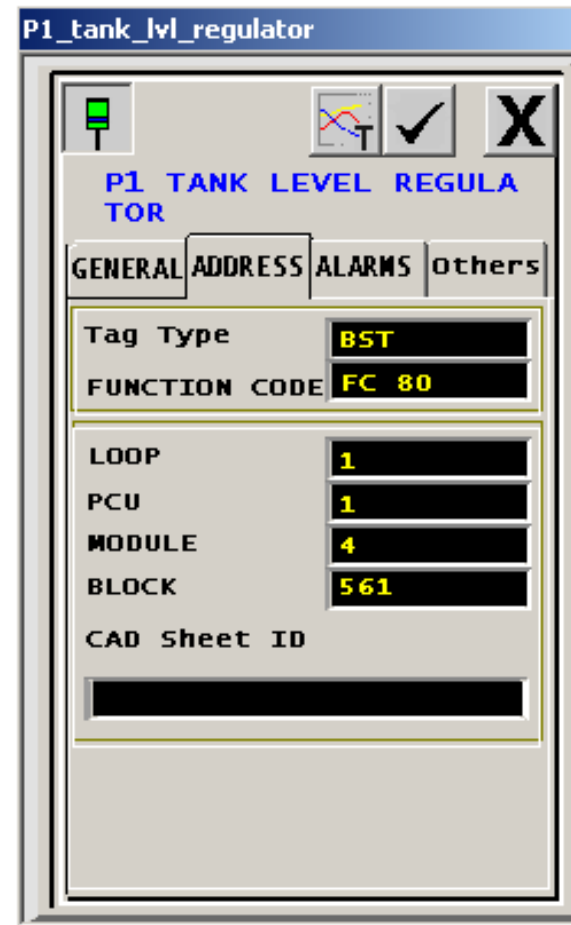 P1_tank_lvl_regulator
T ✓ X
P1 TANK LEVEL REGULA
TOR
GENERAL ADDRESS ALARMS Others
Tag Type BST
FUNCTION CODE FC 80
LOOP 1
PCU 1
MODULE 4
BLOCK 561
CAD Sheet ID